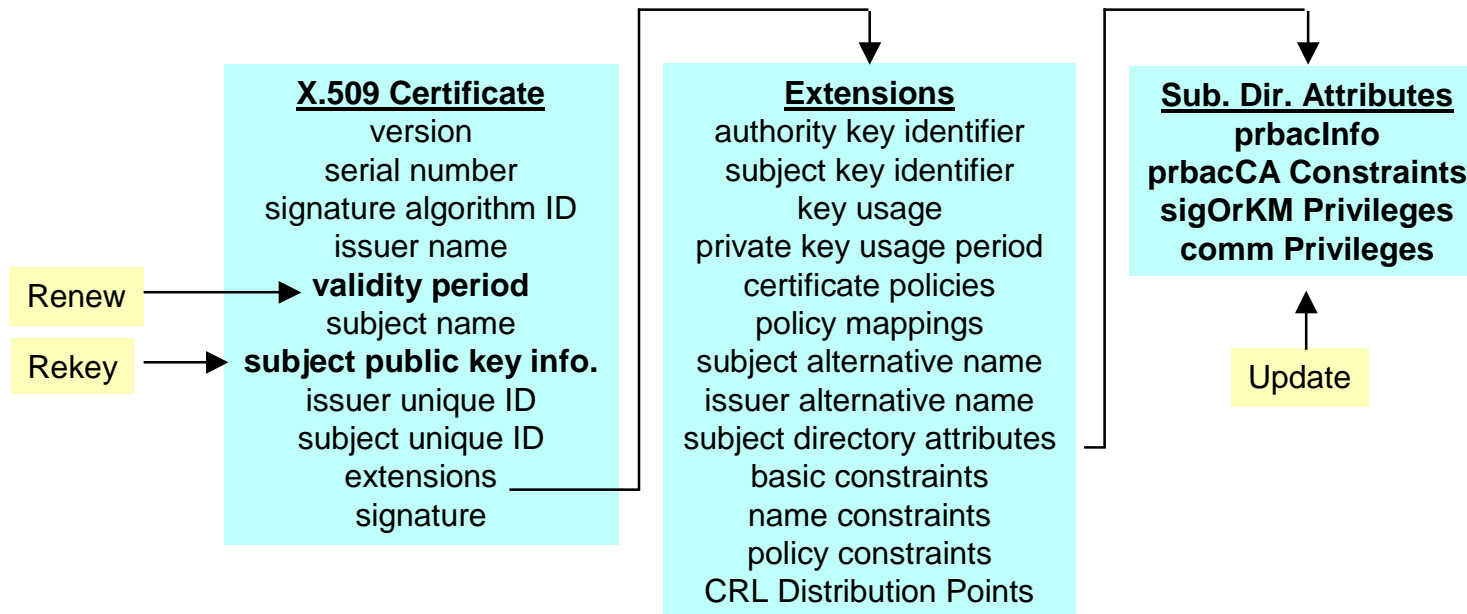 X.509 Certificate
version
serial number
signature algorithm ID
issuer name
validity period
subject name
subject public key info.
issuer unique ID
subject unique ID
extensions
signature
Renew
Rekey
Extensions
authority key identifier
subject key identifier
key usage
private key usage period
certificate policies
policy mappings
subject alternative name
issuer alternative name
subject directory attributes
basic constraints
name constraints
policy constraints
CRL Distribution Points
Sub. Dir. Attributes
prbacInfo
prbacCA Constraints
sigOrKM Privileges
comm Privileges
Update